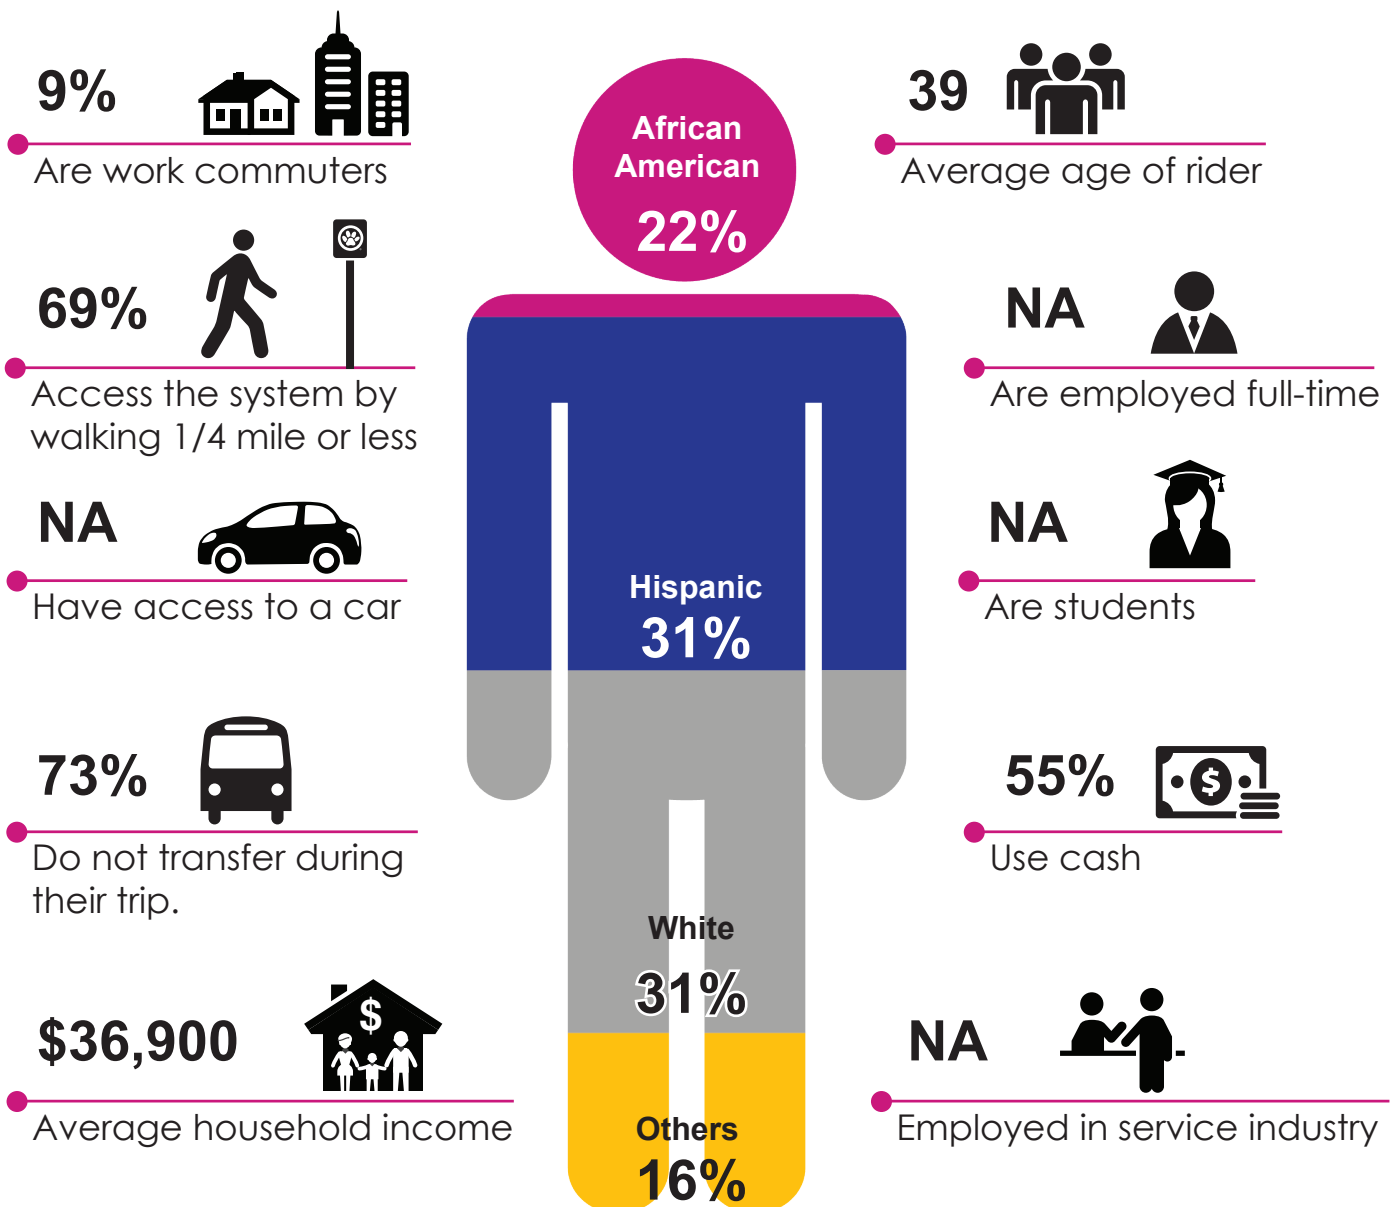 9%
Are work commuters
69%
Access the system by
walking 1/4 mile or less
NA
Have access to a car
73%
Do not transfer during
their trip.
$
$36,900
Average household income
African
American
22%
Hispanic
31%
White
31%
Others
16%
39
Average age of rider
NA
Are employed full-time
NA
Are students
55%
$
Use cash
NA
Employed in service industry